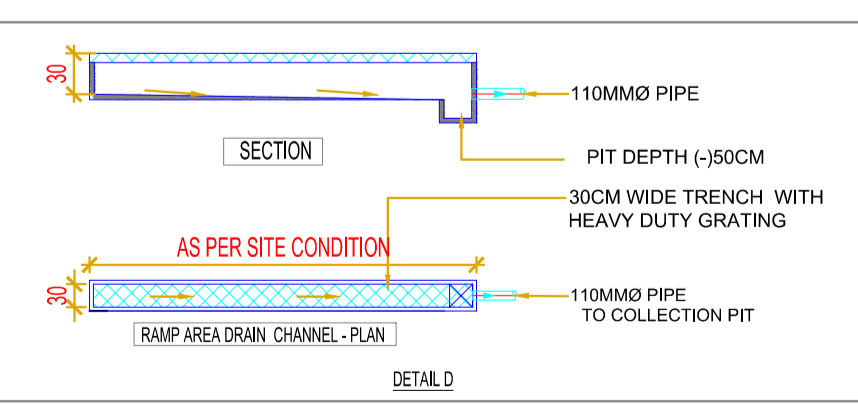 30
110MMØ PIPE
SECTION
PIT DEPTH (-)50CM
30CM WIDE TRENCH WITH
HEAVY DUTY GRATING
AS PER SITE CONDITION
30
110MMØ PIPE
TO COLLECTION PIT
RAMP AREA DRAIN CHANNEL - PLAN
DETAIL D